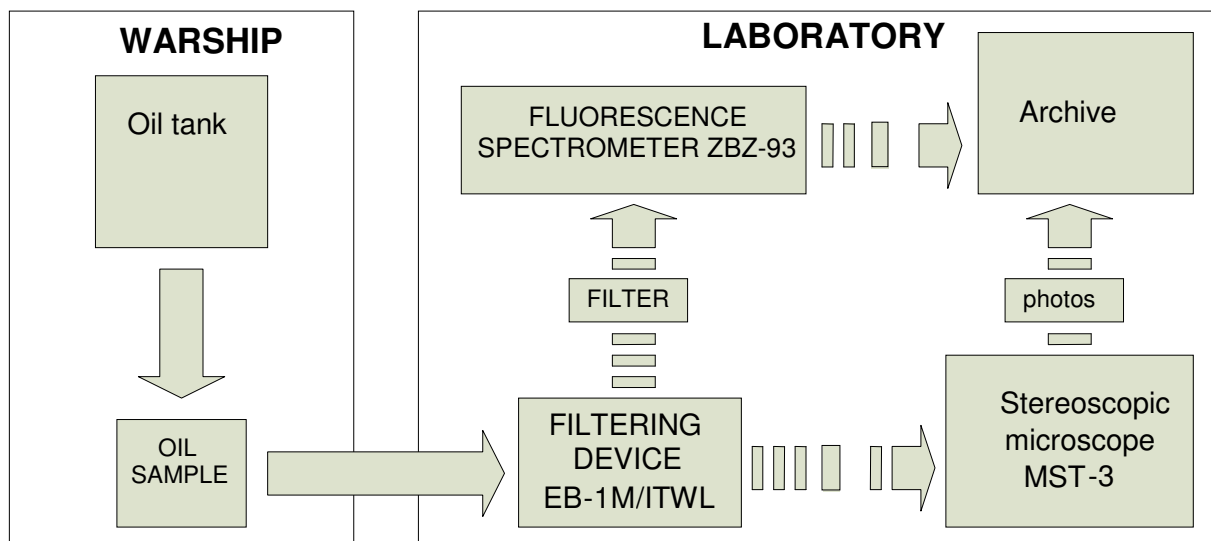 WARSHIP
Oil tank
OIL
SAMPLE
LABORATORY
FLUORESCENCE
SPECTROMETER ZBZ-93
Archive
FILTER
photos
FILTERING
DEVICE
EB-1M/ITWL
Stereoscopic
microscope
MST-3